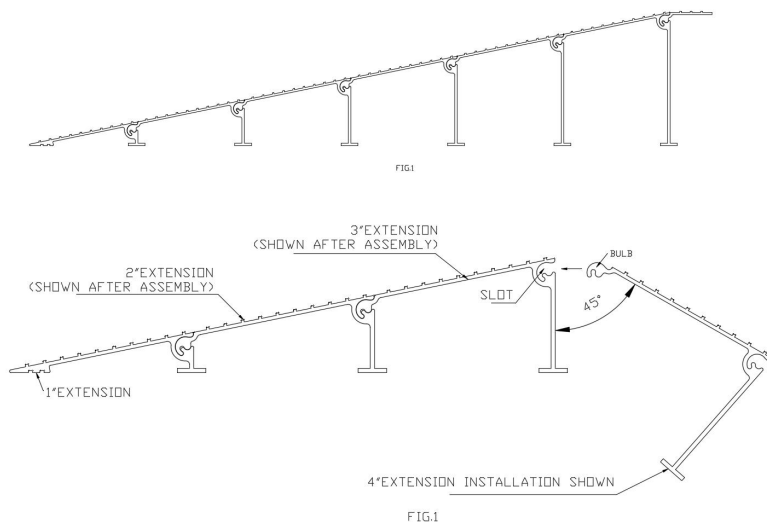 FIG.1
3"EXTENSION
(SHOWN AFTER ASSEMBLY)
2"EXTENSION
(SHOWN AFTER ASSEMBLY)
BULB
SLOT
45°
1"EXTENSION
4"EXTENSION INSTALLATION SHOWN
FIG.1